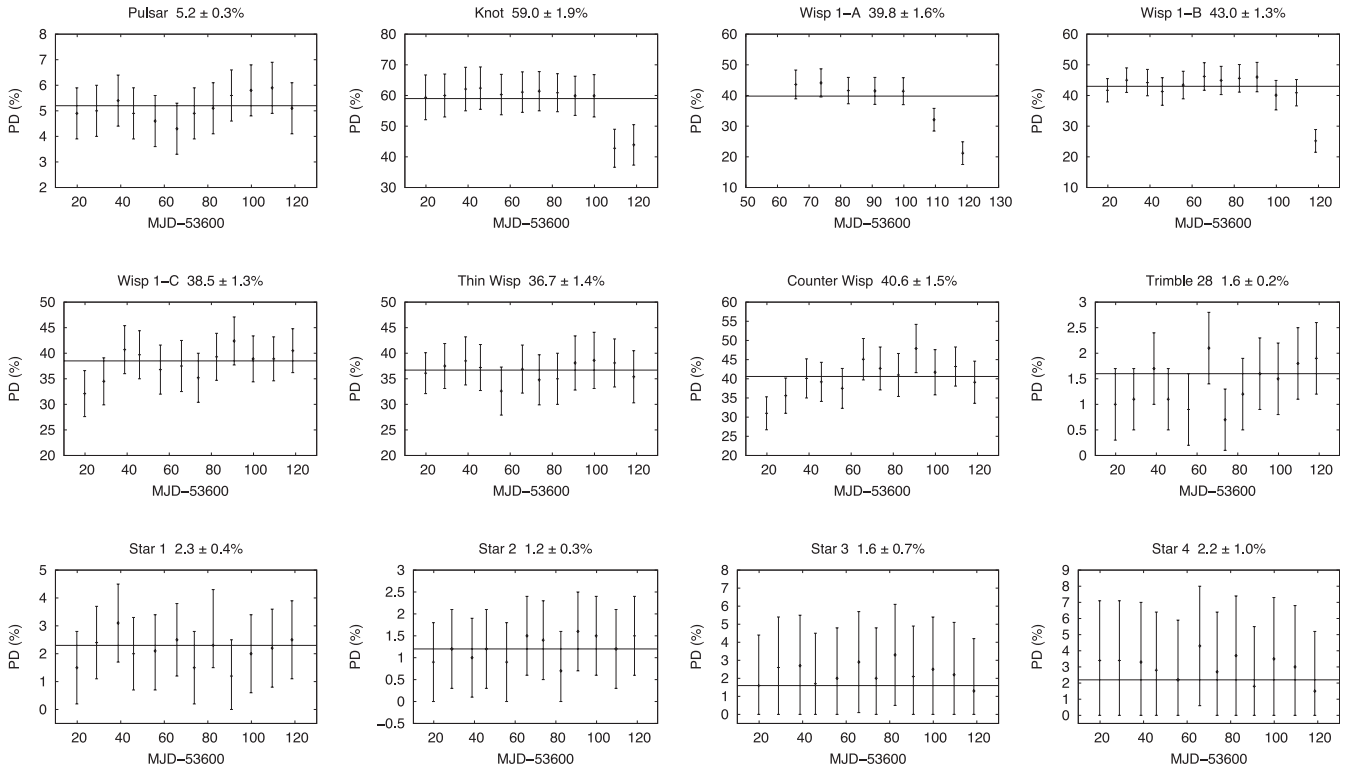 Pulsar 5.2 ± 0.3%
PD (%)
8
7
6
5
4
3
2
20 40 60 80 100 120
MJD−53600
Knot 59.0 ± 1.9%
PD (%)
80
70
60
50
40
30
20 40 60 80 100 120
MJD−53600
Wisp 1−A 39.8 ± 1.6%
PD (%)
60
50
40
30
20
10
50 60 70 80 90 100 110 120 130
MJD−53600
Wisp 1−B 43.0 ± 1.3%
PD (%)
60
50
40
30
20
10
20 40 60 80 100 120
MJD−53600
Wisp 1−C 38.5 ± 1.3%
PD (%)
50
45
40
35
30
25
20
20 40 60 80 100 120
MJD−53600
Thin Wisp 36.7 ± 1.4%
PD (%)
50
45
40
35
30
25
20
20 40 60 80 100 120
MJD−53600
Counter Wisp 40.6 ± 1.5%
PD (%)
60
55
50
45
40
35
30
25
20
20 40 60 80 100 120
MJD−53600
Trimble 28 1.6 ± 0.2%
PD (%)
3
2.5
2
1.5
1
0.5
0
20 40 60 80 100 120
MJD−53600
Star 1 2.3 ± 0.4%
PD (%)
5
4
3
2
1
0
20 40 60 80 100 120
MJD−53600
Star 2 1.2 ± 0.3%
PD (%)
3
2.5
2
1.5
1
0.5
0
−0.5
20 40 60 80 100 120
MJD−53600
Star 3 1.6 ± 0.7%
PD (%)
8
7
6
5
4
3
2
1
0
20 40 60 80 100 120
MJD−53600
Star 4 2.2 ± 1.0%
PD (%)
9
8
7
6
5
4
3
2
1
0
20 40 60 80 100 120
MJD−53600